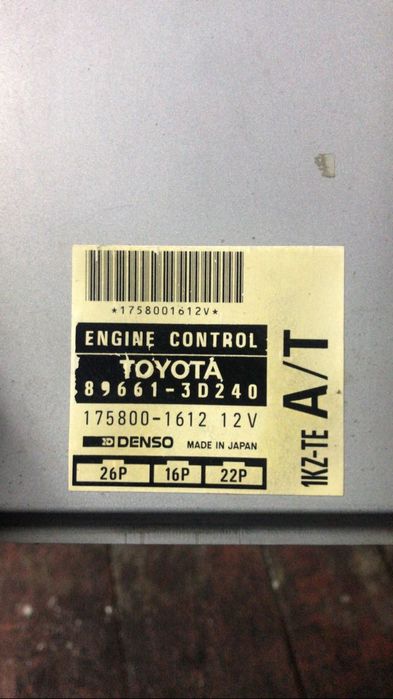 *1758001612V*
ENGINE CONTROL
TOYOTA
89661-3D240
175800-1612 12V
DENSO MADE IN JAPAN
26P 16P 22P
1KZ-TE A/T